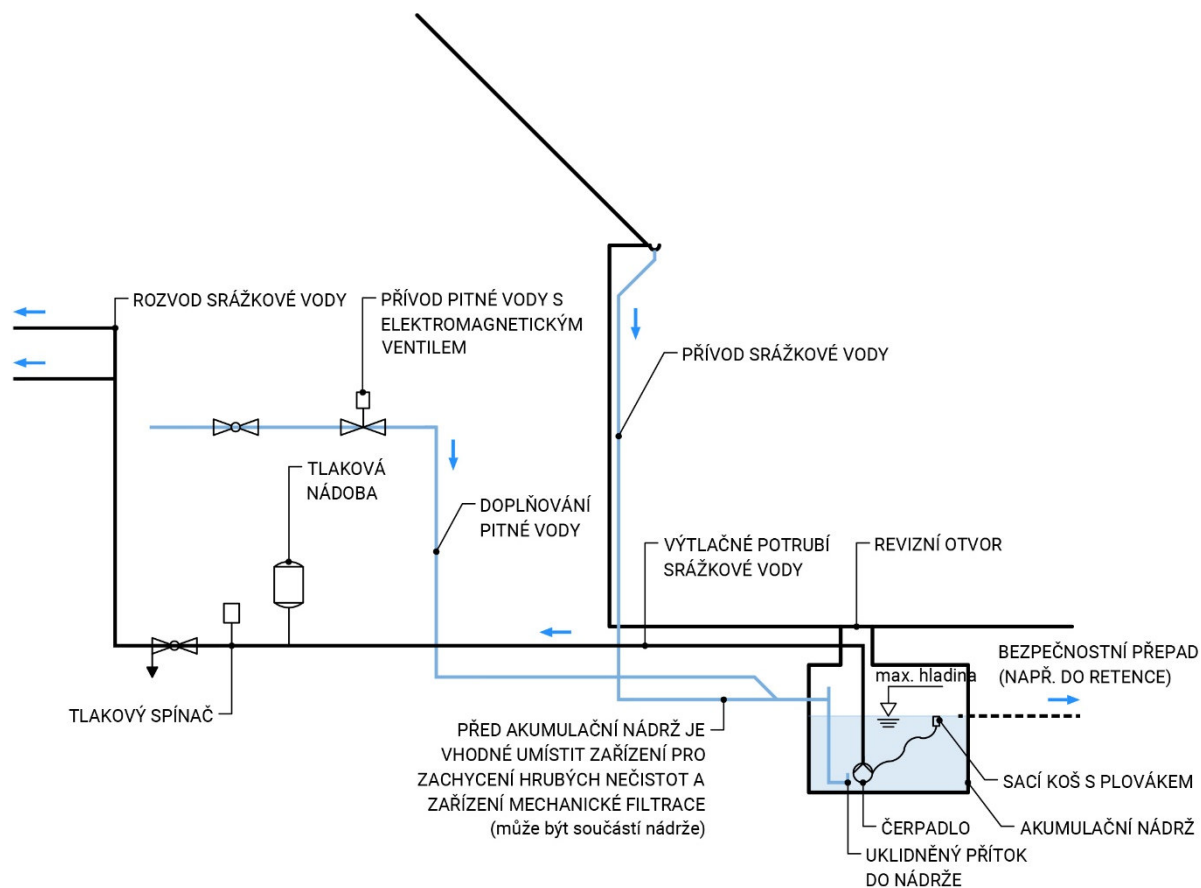 ROZVOD SRÁŽKOVÉ VODY
PŘÍVOD PITNÉ VODY S
ELEKTROMAGNETICKÝM
VENTILEM
PŘÍVOD SRÁŽKOVÉ VODY
TLAKOVÁ
NÁDOBA
DOPLŇOVÁNÍ
PITNÉ VODY
VÝTLAČNÉ POTRUBÍ
SRÁŽKOVÉ VODY
REVIZNÍ OTVOR
BEZPEČNOSTNÍ PŘEPAD
(NAPŘ. DO RETENCE)
max. hladina
TLAKOVÝ SPÍNAČ
PŘED AKUMULAČNÍ NÁDRŽ JE
VHODNÉ UMÍSTIT ZAŘÍZENÍ PRO
ZACHYCENÍ HRUBÝCH NEČISTOT A
ZAŘÍZENÍ MECHANICKÉ FILTRACE
(může být součástí nádrže)
SACÍ KOŠ S PLOVÁKEM
ČERPADLO
AKUMULAČNÍ NÁDRŽ
UKLIDNĚNÝ PŘÍTOK
DO NÁDRŽE